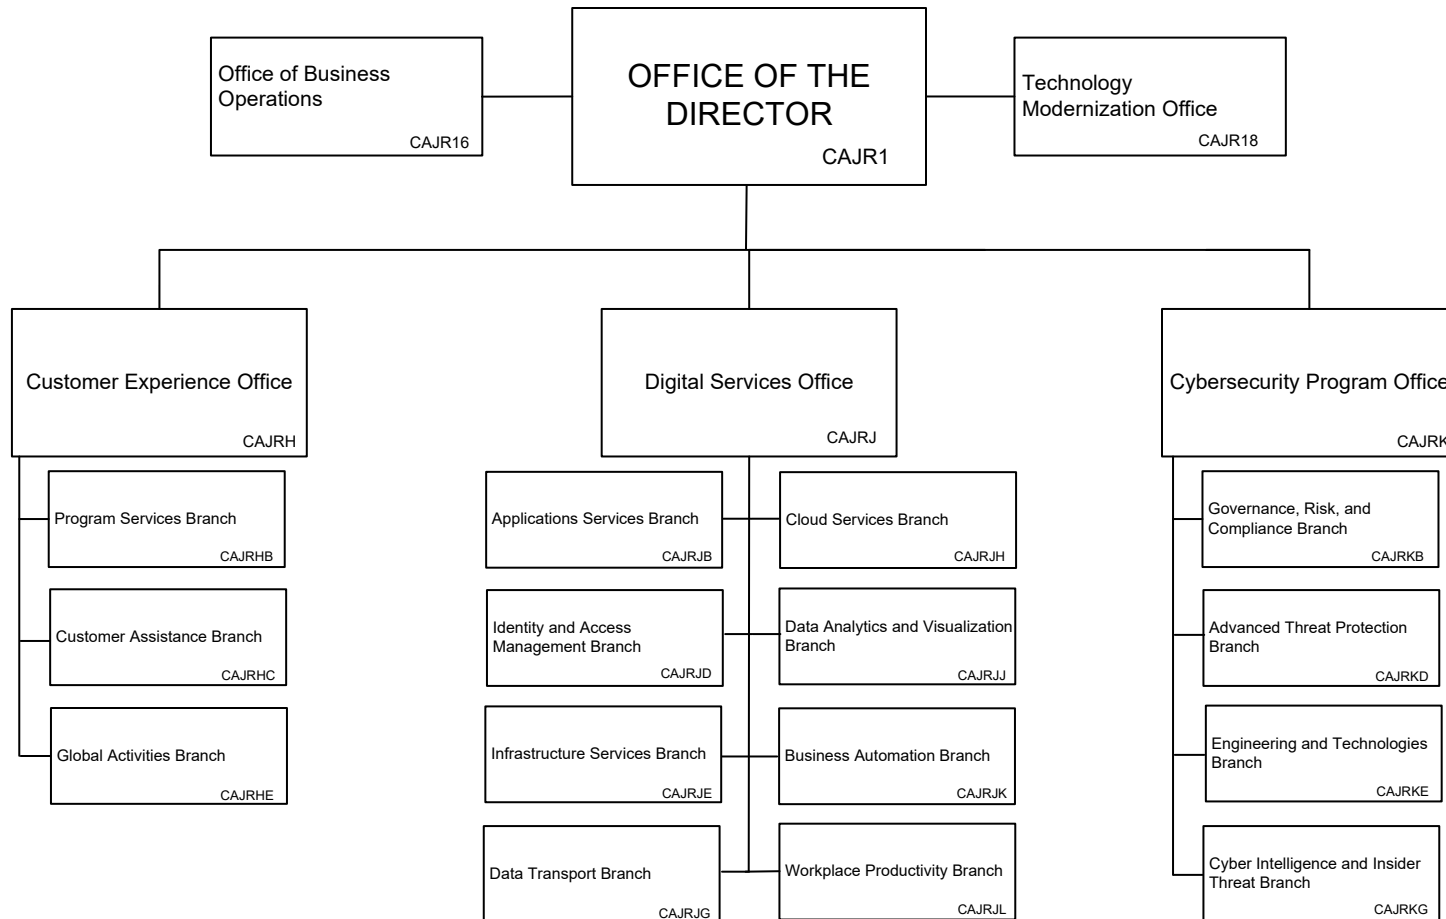 Office of Business
Operations
CAJR16
OFFICE OF THE
DIRECTOR
CAJR1
Technology
Modernization Office
CAJR18
Customer Experience Office
CAJRH
Digital Services Office
CAJRJ
Cybersecurity Program Office
CAJRK
Program Services Branch
CAJRHB
Customer Assistance Branch
CAJRHC
Global Activities Branch
CAJRHE
Applications Services Branch
CAJRJB
Cloud Services Branch
CAJRJH
Identity and Access
Management Branch
CAJRJD
Data Analytics and Visualization
Branch
CAJRJJ
Infrastructure Services Branch
CAJRJE
Business Automation Branch
CAJRJK
Data Transport Branch
CAJRJG
Workplace Productivity Branch
CAJRJL
Governance, Risk, and
Compliance Branch
CAJRKB
Advanced Threat Protection
Branch
CAJRKD
Engineering and Technologies
Branch
CAJRKE
Cyber Intelligence and Insider
Threat Branch
CAJRKG